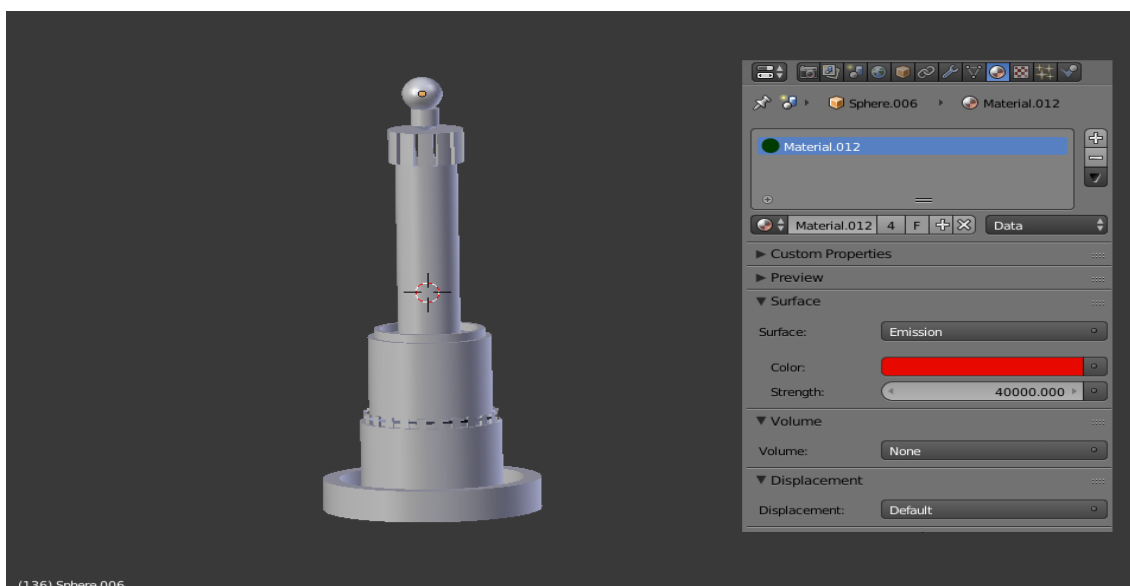 Sphere.006 Material.012
Material.012
Material.012 4 F Data
Custom Properties
Preview
Surface
Surface: Emission
Color:
Strength: 40000.000
Volume
Volume: None
Displacement
Displacement: Default
(136) Sphere.006